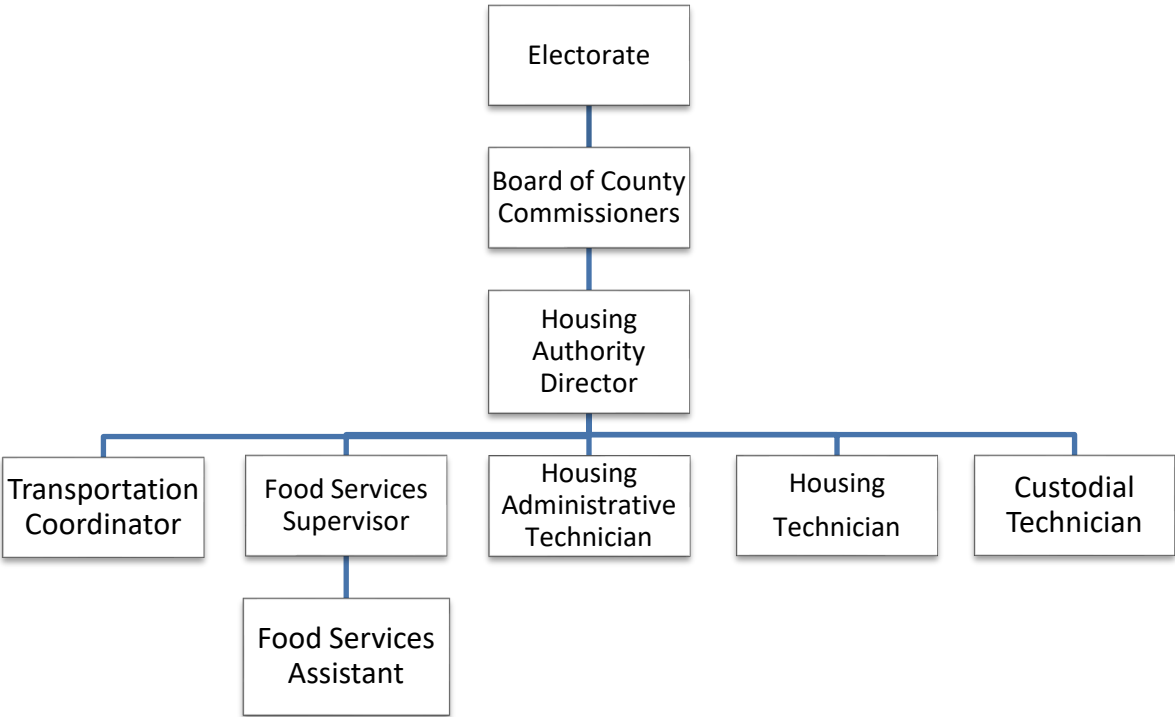 Electorate
Board of County
Commissioners
Housing
Authority
Director
Transportation
Coordinator
Food Services
Supervisor
Housing
Administrative
Technician
Housing
Technician
Custodial
Technician
Food Services
Assistant